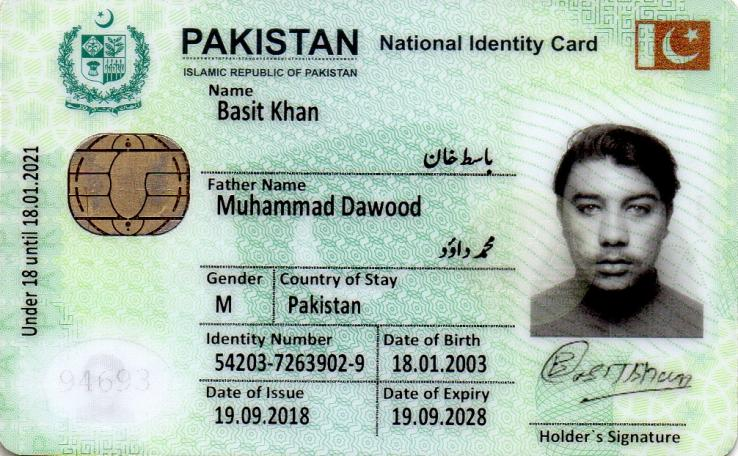 PAKISTAN National Identity Card
ISLAMIC REPUBLIC OF PAKISTAN
Name
Basit Khan
باسط خان
Father Name
Muhammad Dawood
محمد داؤد
Gender Country of Stay
M Pakistan
Identity Number Date of Birth
54203-7263902-9 18.01.2003
Date of Issue Date of Expiry
19.09.2018 19.09.2028
Under 18 until 18.01.2021
94693
Holder`s Signature